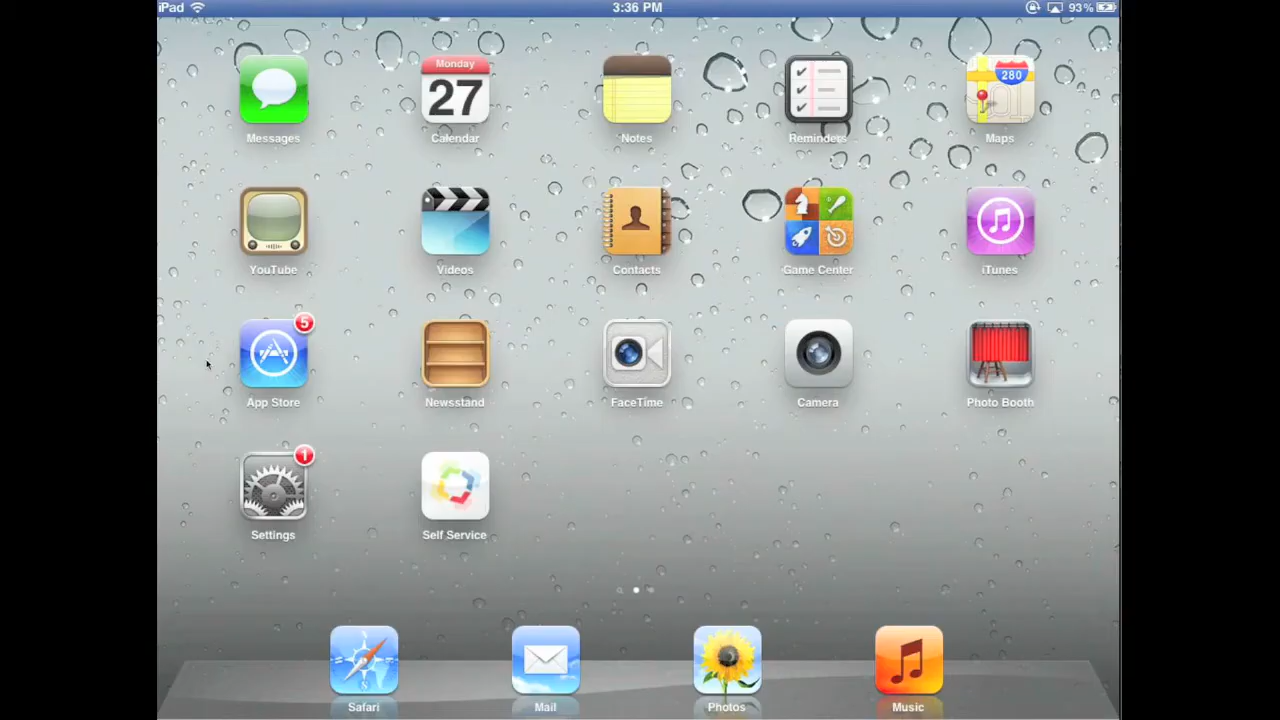 iPad 3:36 PM 93%
Monday
27
280
Messages Calendar Notes Reminders Maps
YouTube Videos Contacts Game Center iTunes
5
App Store Newsstand FaceTime Camera Photo Booth
1
Settings Self Service
Safari Mail Photos Music